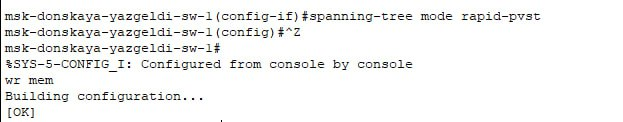 msk-donskaya-yazgeldi-sw-1(config-if)#spanning-tree mode rapid-pvst
msk-donskaya-yazgeldi-sw-1(config)#^Z
msk-donskaya-yazgeldi-sw-1#
%SYS-5-CONFIG_I: Configured from console by console
wr mem
Building configuration...
[OK]